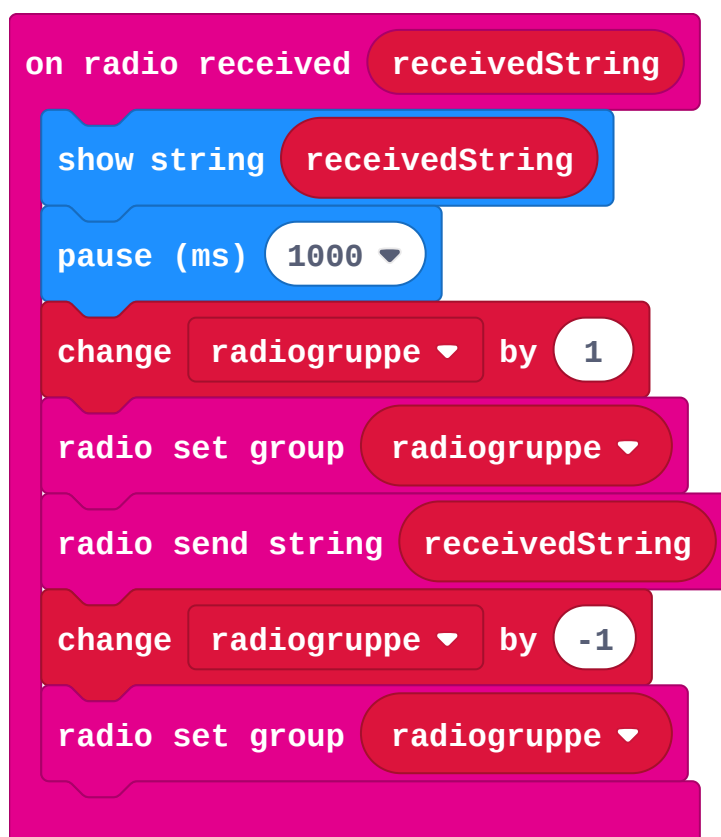 on radio received receivedString
show string receivedString
pause (ms) 1000
change radiogruppe by 1
radio set group radiogruppe
radio send string receivedString
change radiogruppe by -1
radio set group radiogruppe